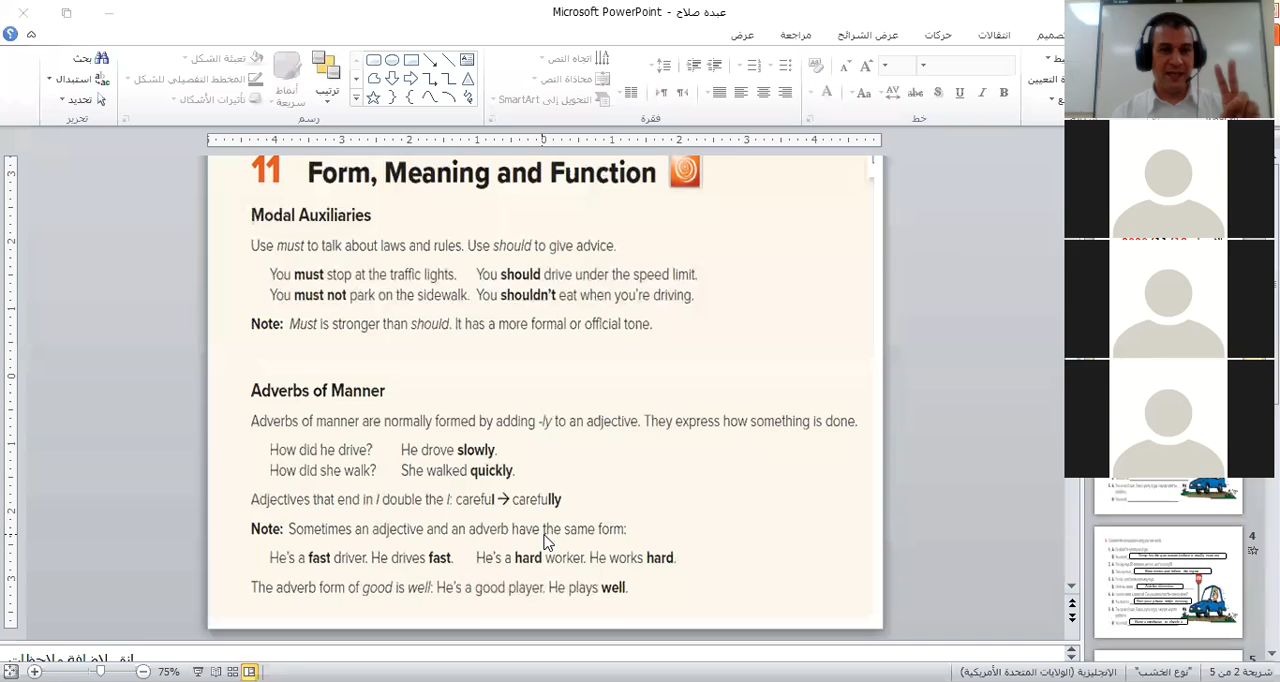 عبدة صلاح - Microsoft PowerPoint
انتقالات
حركات
عرض الشرائح
مراجعة
عرض
بحث
استبدال
تحديد
تحرير
تعبئة الشكل
المخطط التفصيلي للشكل
تأثيرات الأشكال
أنماط سريعة
ترتيب
رسم
اتجاه النص
محاذاة النص
التحويل إلى SmartArt
فقرة
خط
11 Form, Meaning and Function
Modal Auxiliaries
Use must to talk about laws and rules. Use should to give advice.
You must stop at the traffic lights. You should drive under the speed limit.
You must not park on the sidewalk. You shouldn't eat when you're driving.
Note: Must is stronger than should. It has a more formal or official tone.
Adverbs of Manner
Adverbs of manner are normally formed by adding -ly to an adjective. They express how something is done.
How did he drive? He drove slowly.
How did she walk? She walked quickly.
Adjectives that end in l double the l: careful → carefully
Note: Sometimes an adjective and an adverb have the same form:
He's a fast driver. He drives fast. He's a hard worker. He works hard.
The adverb form of good is well: He's a good player. He plays well.
4
5
انقر لإضافة ملاحظات
شريحة 2 من 5
"نوع الخشب"
الإنجليزية (الولايات المتحدة الأمريكية)
75%